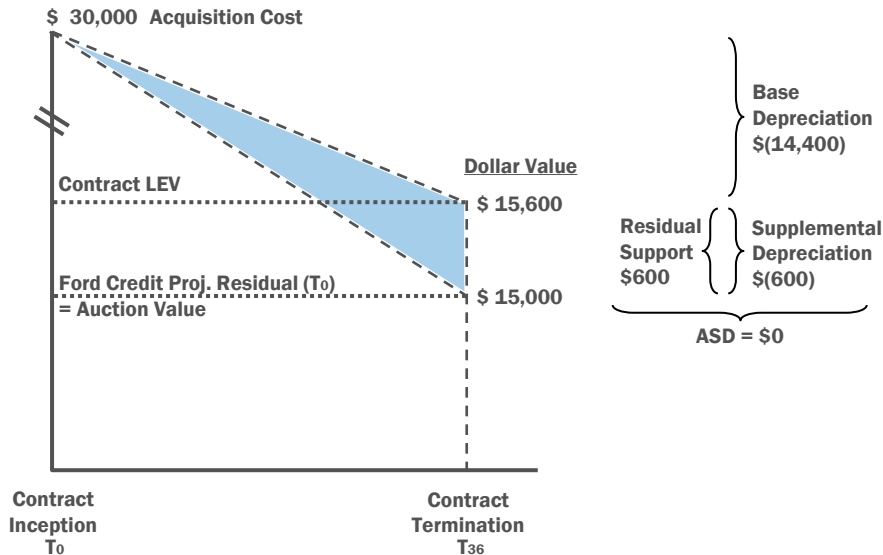 $ 30,000 Acquisition Cost
Base
Depreciation
$(14,400)
Dollar Value
Contract LEV
$ 15,600
Residual
Support
$600
Supplemental
Depreciation
$(600)
Ford Credit Proj. Residual (T0)
= Auction Value
$ 15,000
ASD = $0
Contract
Inception
T0
Contract
Termination
T36